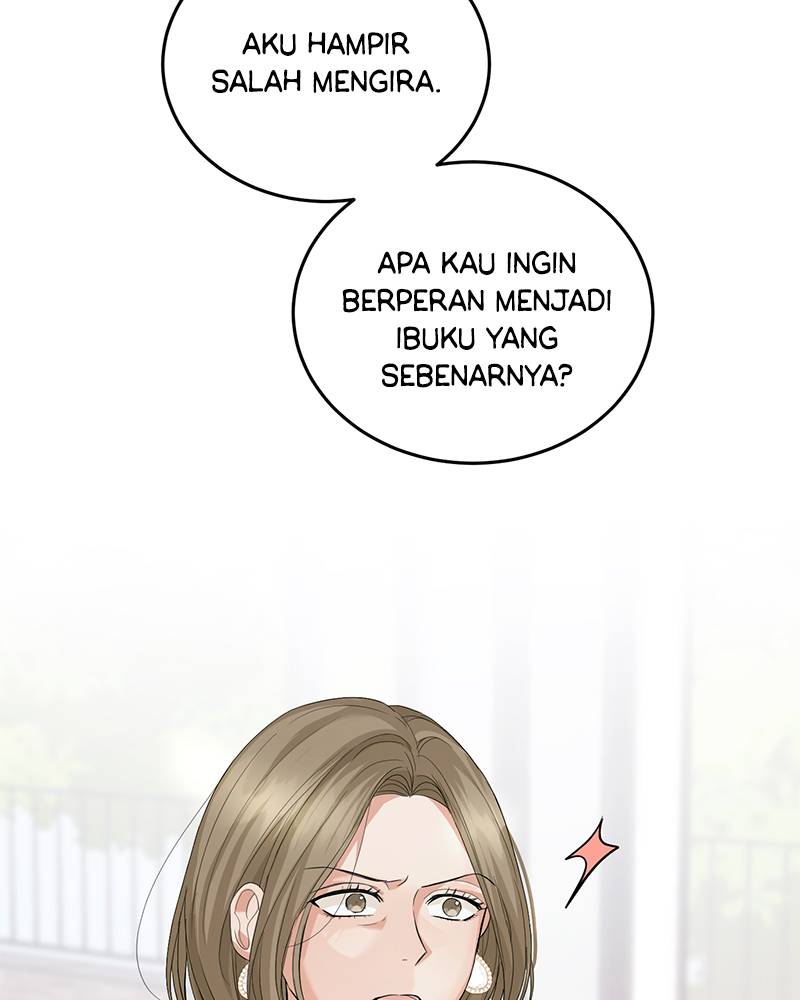 AKU HAMPIR
SALAH MENGIRA.
APA KAU INGIN
BERPERAN MENJADI
IBUKU YANG
SEBENARNYA?